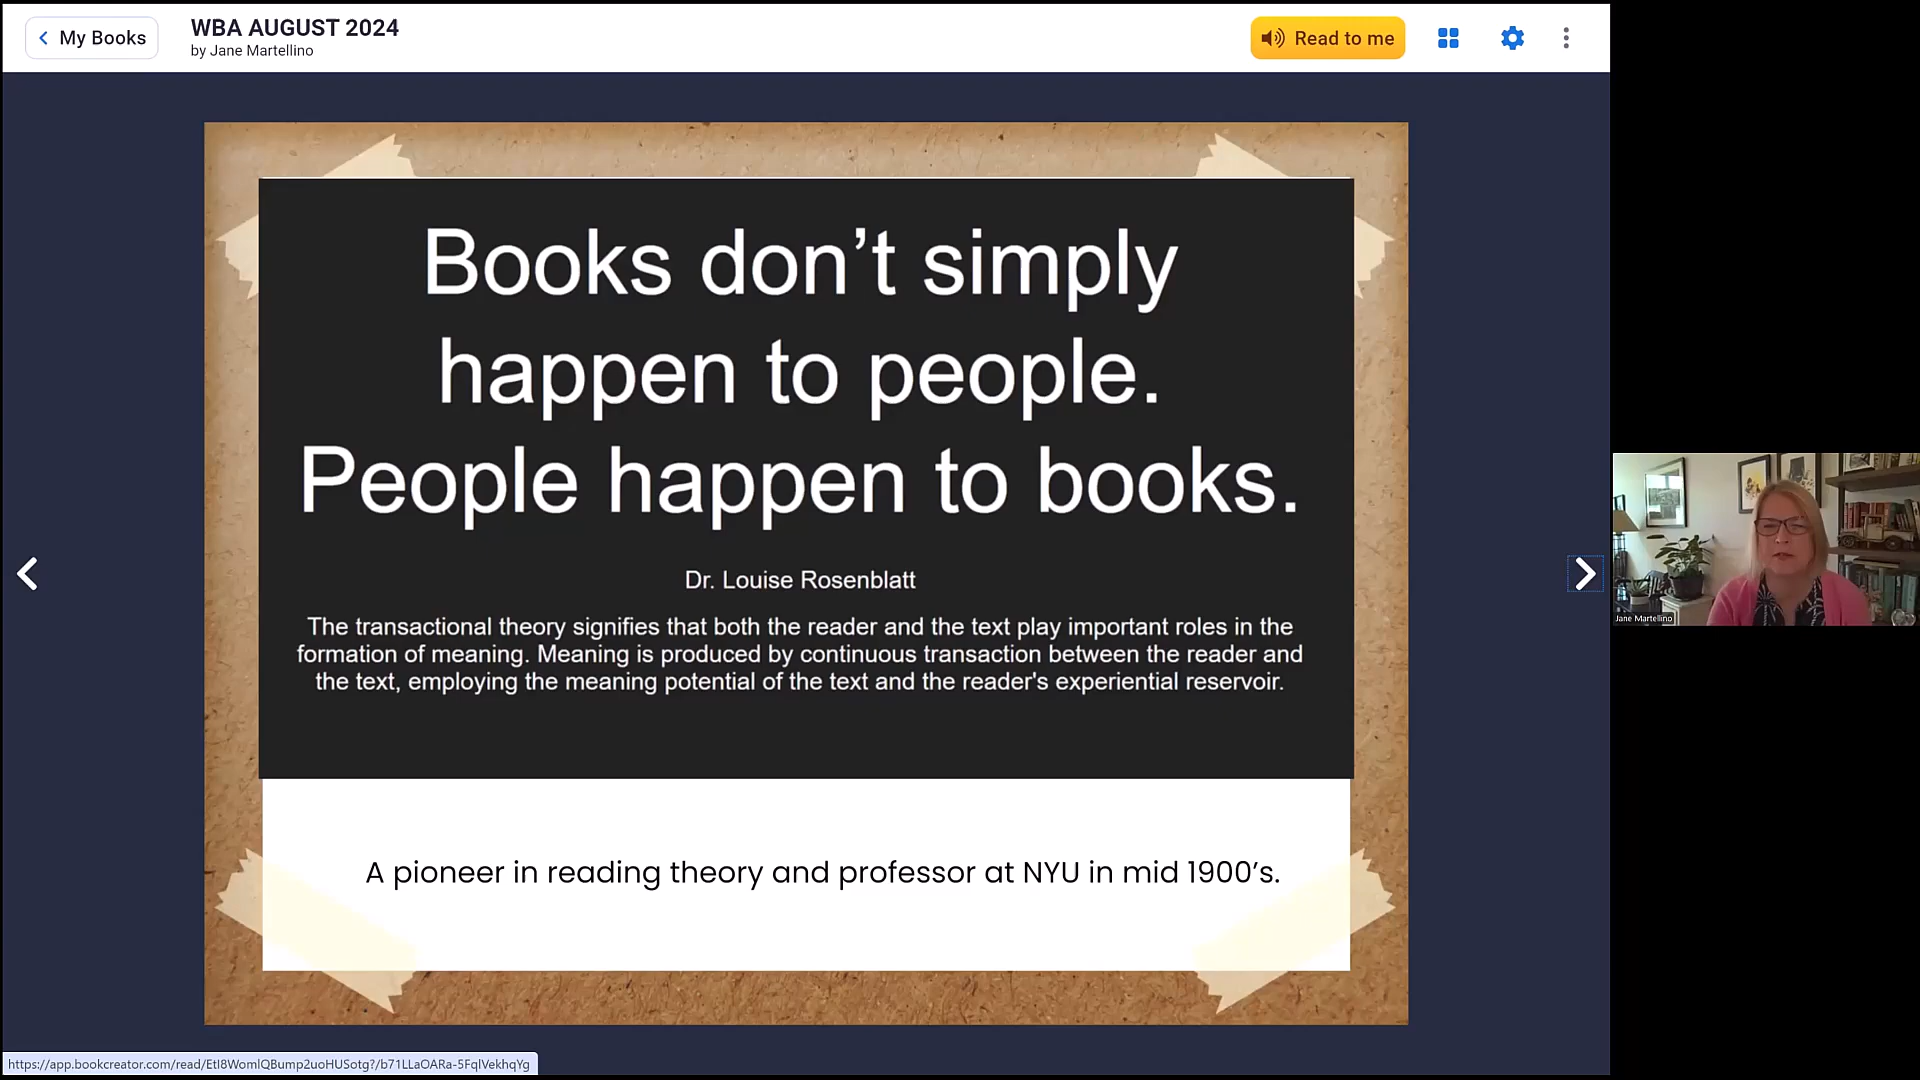 My Books
WBA AUGUST 2024
by Jane Martellino
Read to me
Books don’t simply
happen to people.
People happen to books.
Dr. Louise Rosenblatt
The transactional theory signifies that both the reader and the text play important roles in the
formation of meaning. Meaning is produced by continuous transaction between the reader and
the text, employing the meaning potential of the text and the reader's experiential reservoir.
A pioneer in reading theory and professor at NYU in mid 1900’s.
Jane Martellino
https://app.bookcreator.com/read/EtI8WomlQBump2uoHUSotg?/b71LLaOARa-5FqlVekhqYg